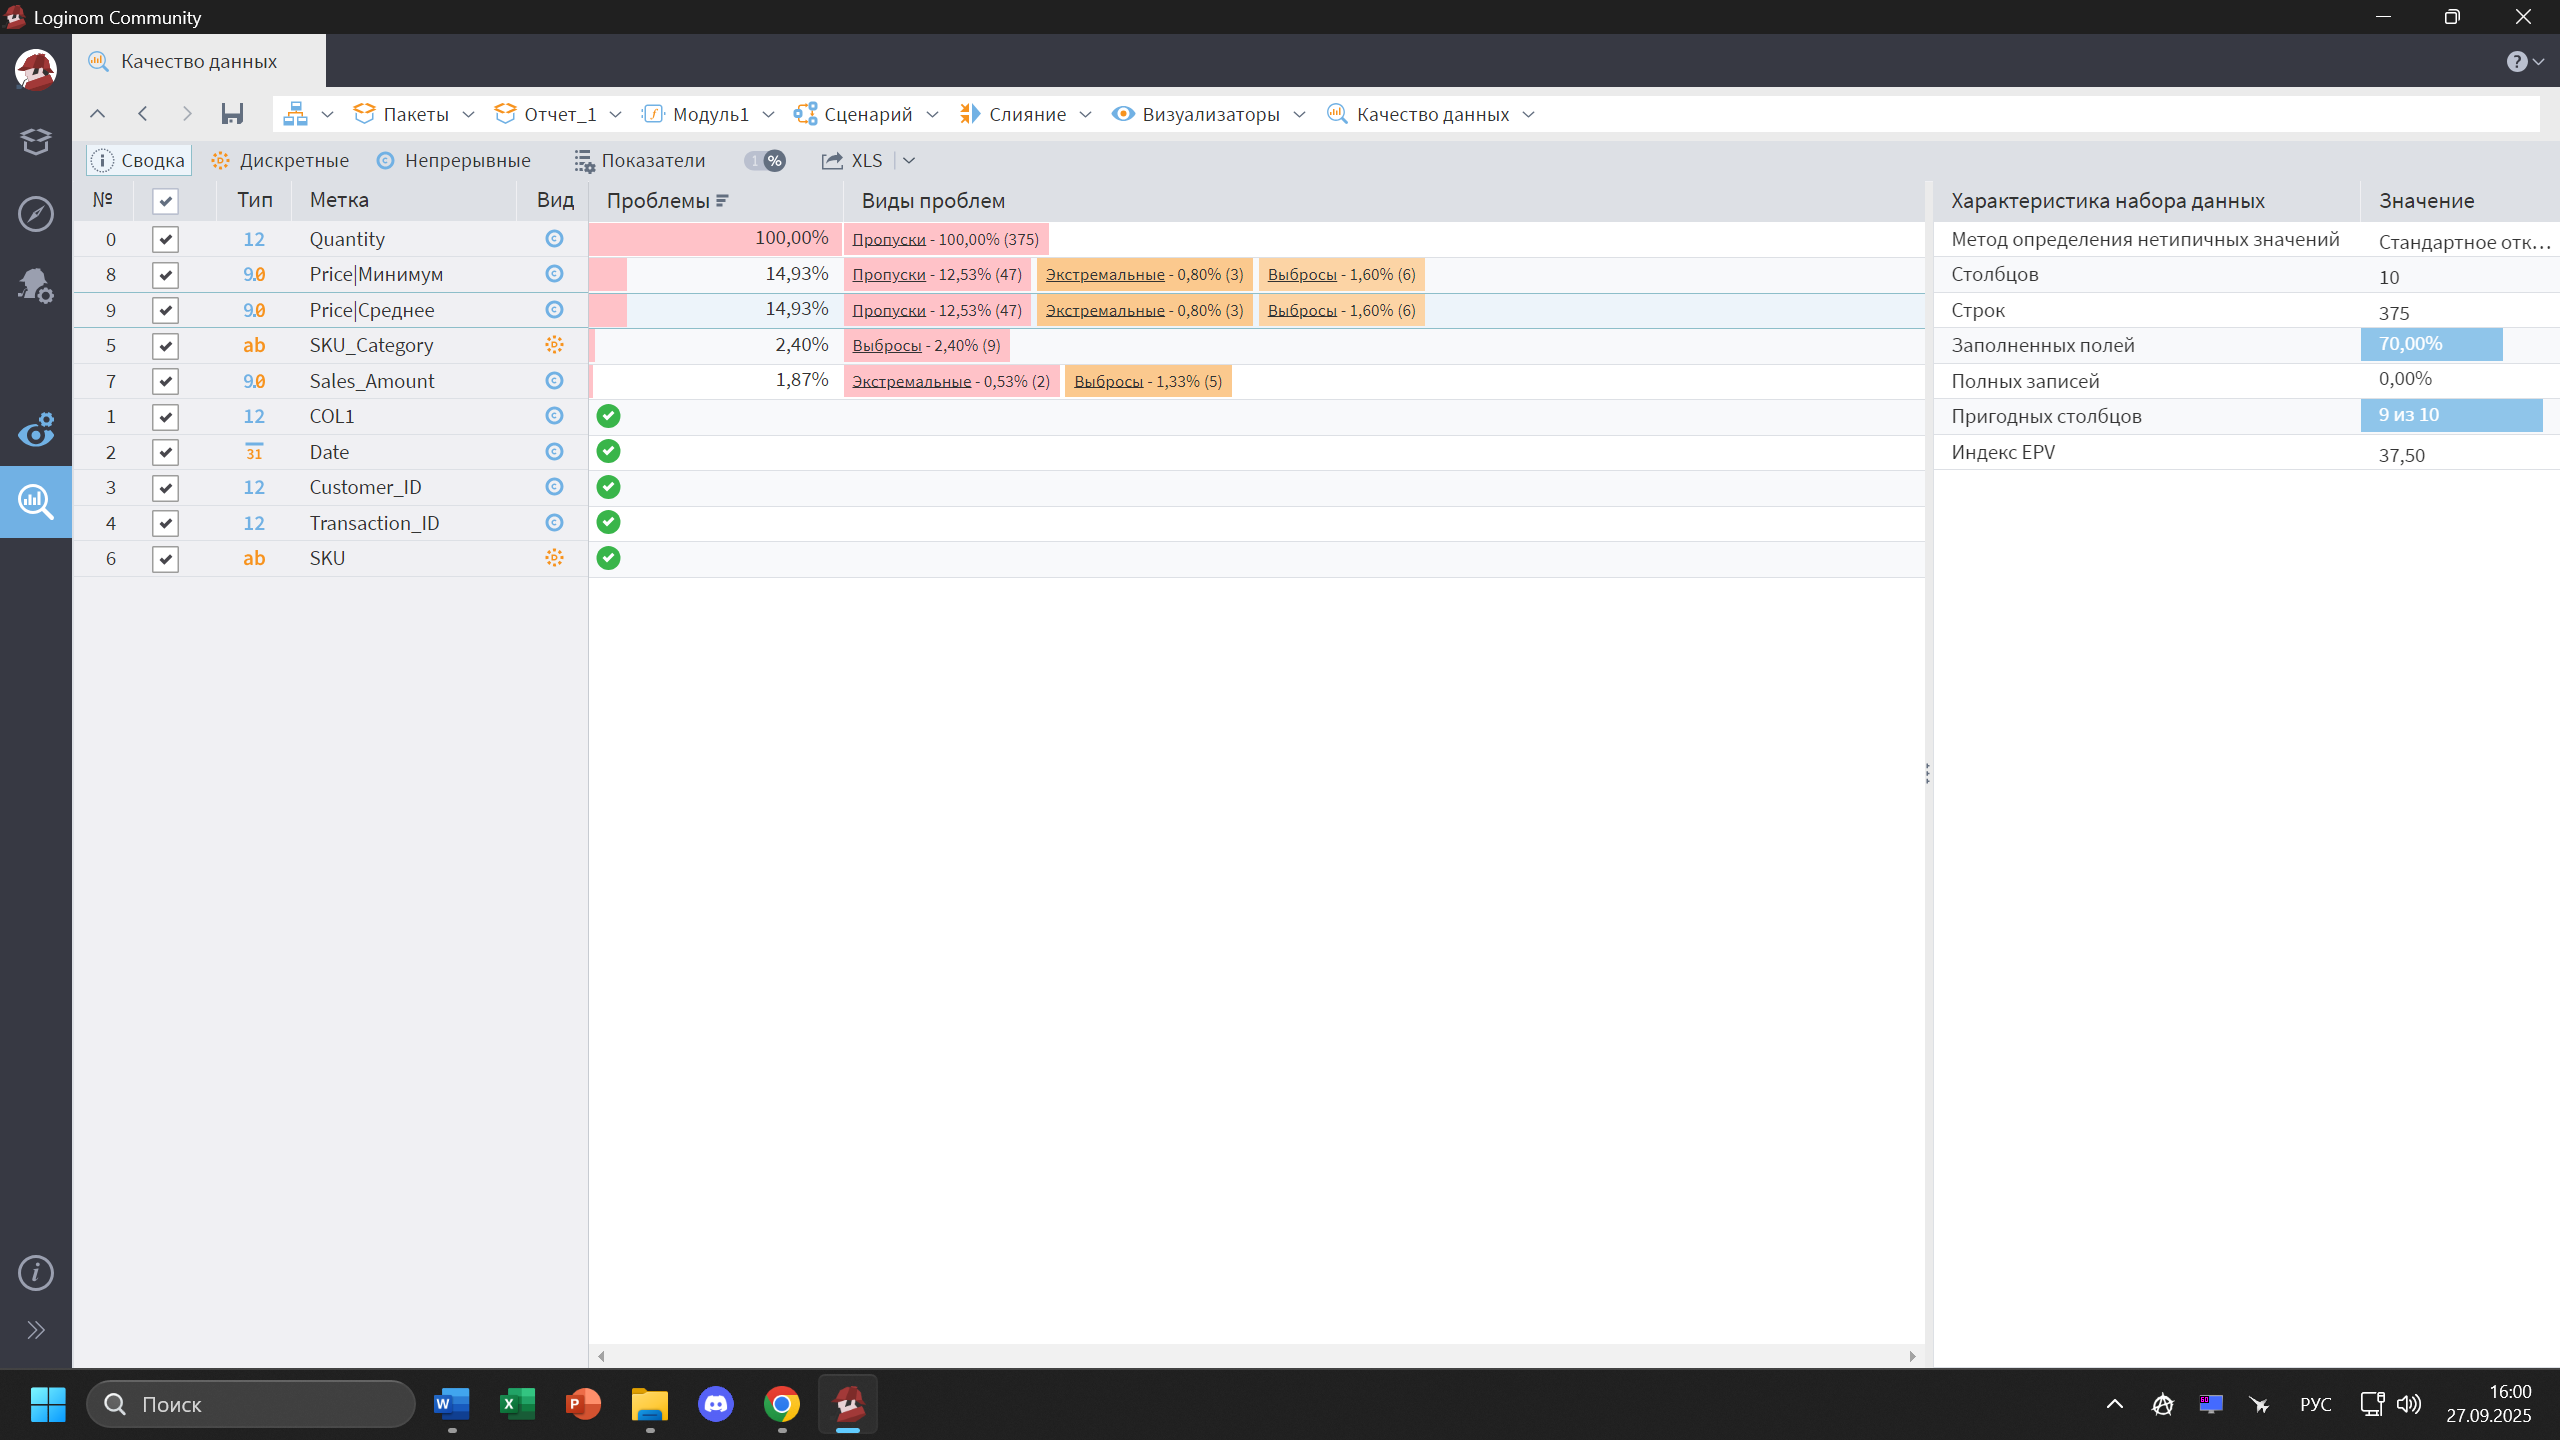 Loginom Community
Качество данных
Пакеты Отчет_1 Модуль1 Сценарий Слияние Визуализаторы Качество данных
Сводка Дискретные Непрерывные Показатели 1 % XLS
№ Тип Метка Вид Проблемы Виды проблем Характеристика набора данных Значение
0 12 Quantity 100,00% Пропуски - 100,00% (375) Метод определения нетипичных значений Стандартное отк...
8 9.0 Price|Минимум 14,93% Пропуски - 12,53% (47) Экстремальные - 0,80% (3) Выбросы - 1,60% (6) Столбцов 10
9 9.0 Price|Среднее 14,93% Пропуски - 12,53% (47) Экстремальные - 0,80% (3) Выбросы - 1,60% (6) Строк 375
5 ab SKU_Category 2,40% Выбросы - 2,40% (9) Заполненных полей 70,00%
7 9.0 Sales_Amount 1,87% Экстремальные - 0,53% (2) Выбросы - 1,33% (5) Полных записей 0,00%
1 12 COL1 Пригодных столбцов 9 из 10
2 31 Date Индекс EPV 37,50
3 12 Customer_ID
4 12 Transaction_ID
6 ab SKU
Поиск РУС 16:00
27.09.2025